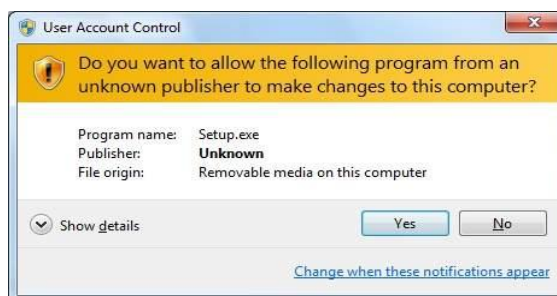 User Account Control
Do you want to allow the following program from an
unknown publisher to make changes to this computer?
Program name: Setup.exe
Publisher: Unknown
File origin: Removable media on this computer
Show details
Yes
No
Change when these notifications appear